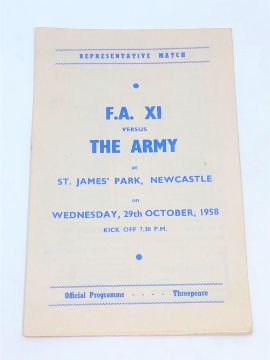 REPRESENTATIVE MATCH
F.A. XI
VERSUS
THE ARMY
at
ST. JAMES' PARK, NEWCASTLE
on
WEDNESDAY, 29th OCTOBER, 1958
KICK OFF 7.30 P.M.
Official Programme - - - - Threepence